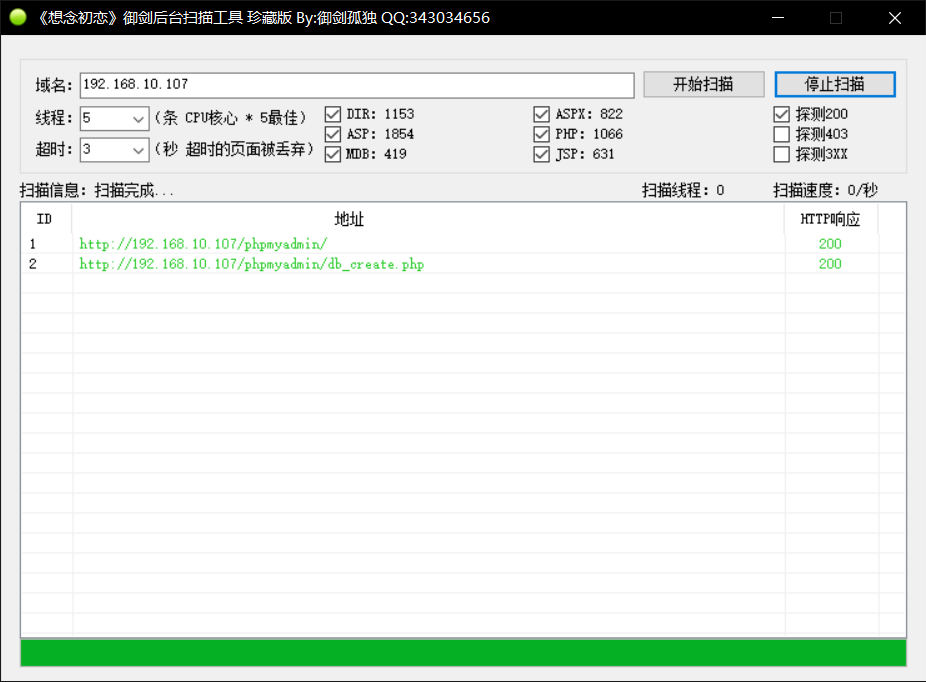 《想念初恋》御剑后台扫描工具 珍藏版 By:御剑孤独 QQ:343034656
域名: 192.168.10.107 开始扫描 停止扫描
线程: 5 (条 CPU核心 * 5最佳) DIR: 1153 ASPX: 822 探测200
ASP: 1854 PHP: 1066 探测403
超时: 3 (秒 超时的页面被丢弃) MDB: 419 JSP: 631 探测3XX
扫描信息: 扫描完成... 扫描线程: 0 扫描速度: 0/秒
ID 地址 HTTP响应
1 http://192.168.10.107/phpmyadmin/ 200
2 http://192.168.10.107/phpmyadmin/db_create.php 200